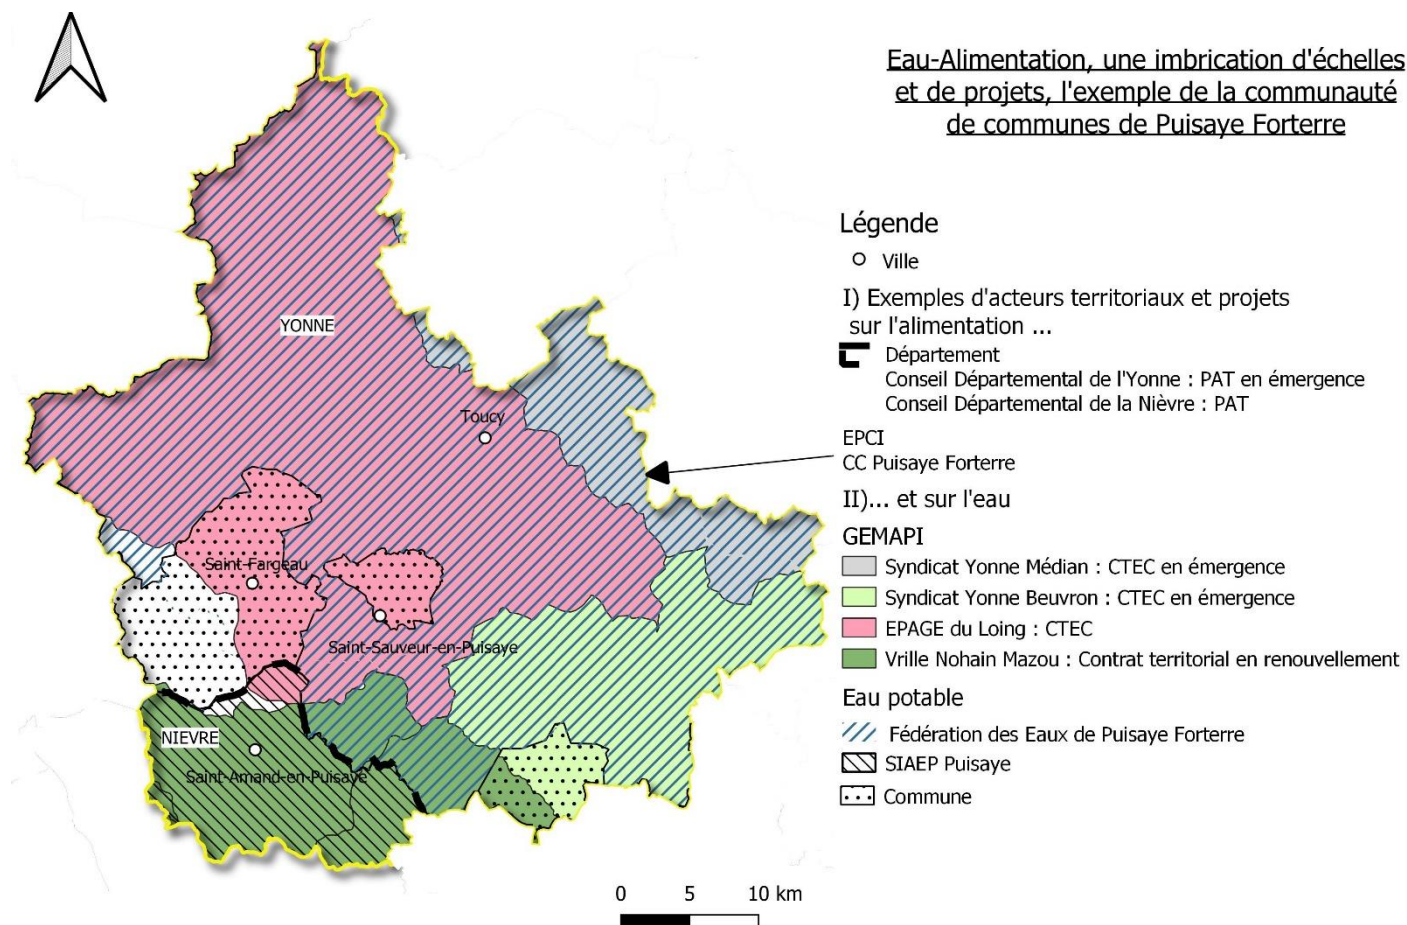 Eau-Alimentation, une imbrication d'échelles
et de projets, l'exemple de la communauté
de communes de Puisaye Forterre
Légende
Ville
I) Exemples d'acteurs territoriaux et projets
sur l'alimentation ...
Département
Conseil Départemental de l'Yonne : PAT en émergence
Conseil Départemental de la Nièvre : PAT
EPCI
CC Puisaye Forterre
II)... et sur l'eau
GEMAPI
Syndicat Yonne Médian : CTEC en émergence
Syndicat Yonne Beuvron : CTEC en émergence
EPAGE du Loing : CTEC
Vrille Nohain Mazou : Contrat territorial en renouvellement
Eau potable
Fédération des Eaux de Puisaye Forterre
SIAEP Puisaye
Commune
YONNE
Toucy
Saint-Fargeau
Saint-Sauveur-en-Puisaye
NIEVRE
Saint-Amand-en-Puisaye
0 5 10 km